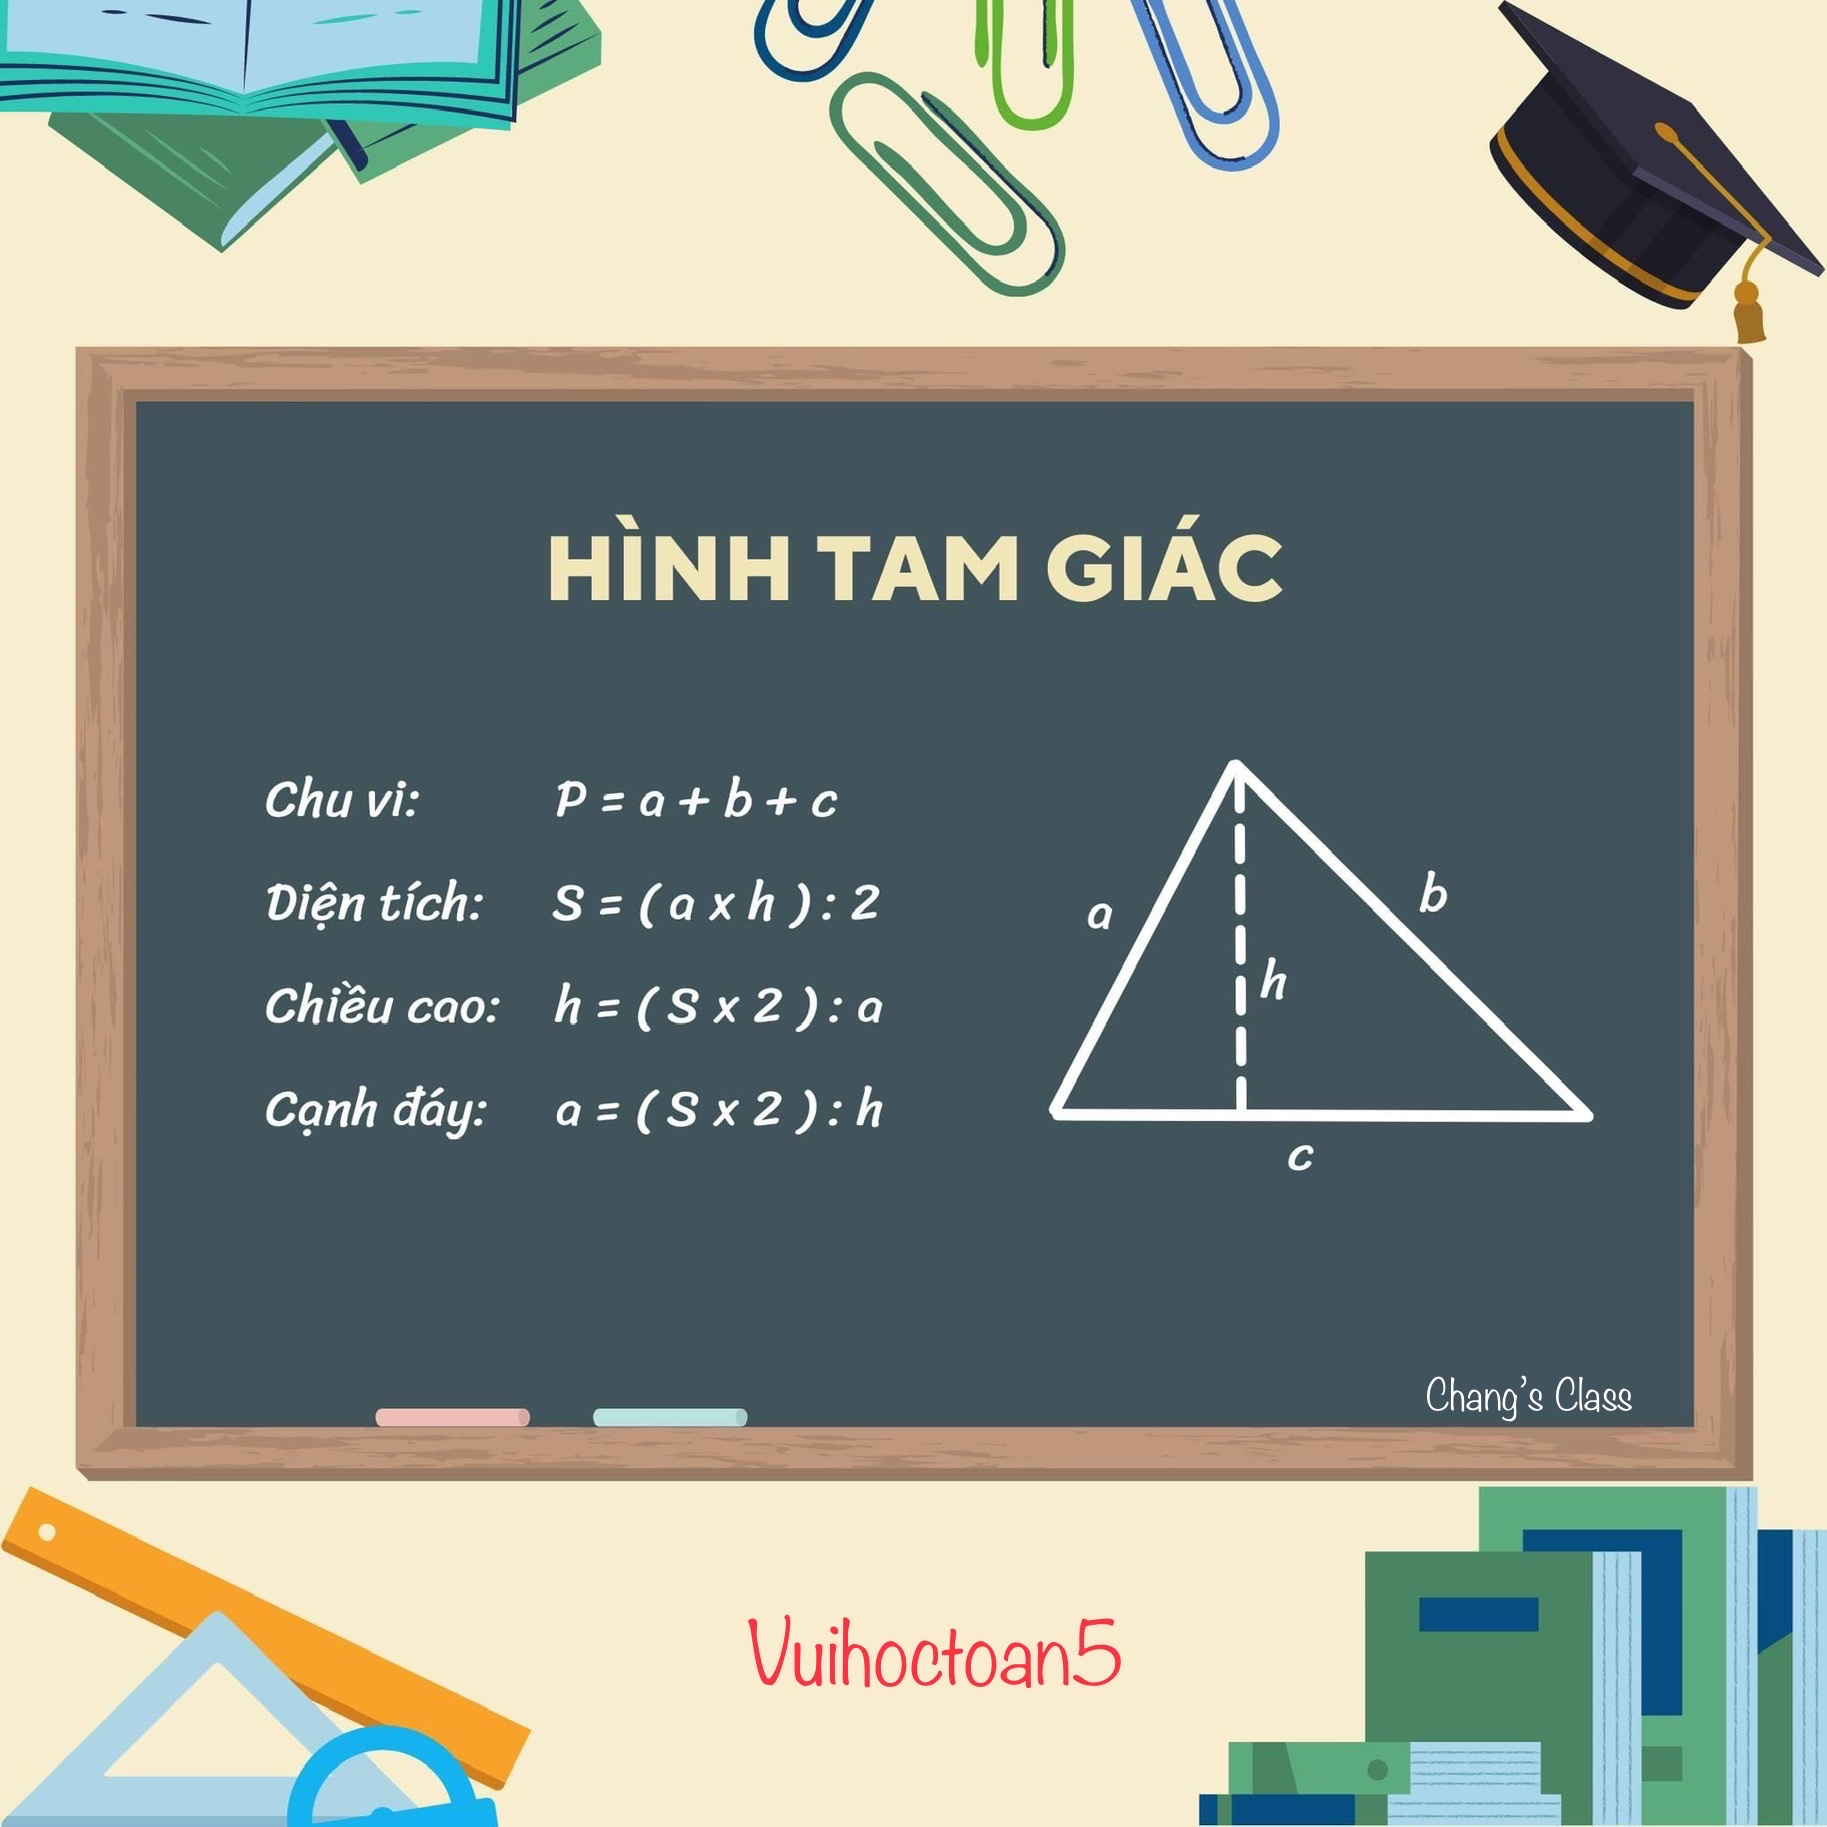 HÌNH TAM GIÁC
Chu vi: P = a + b + c
Diện tích: S = ( a x h ) : 2
Chiều cao: h = ( S x 2 ) : a
Cạnh đáy: a = ( S x 2 ) : h
a
b
h
c
Chang's Class
Vuihoctoan5